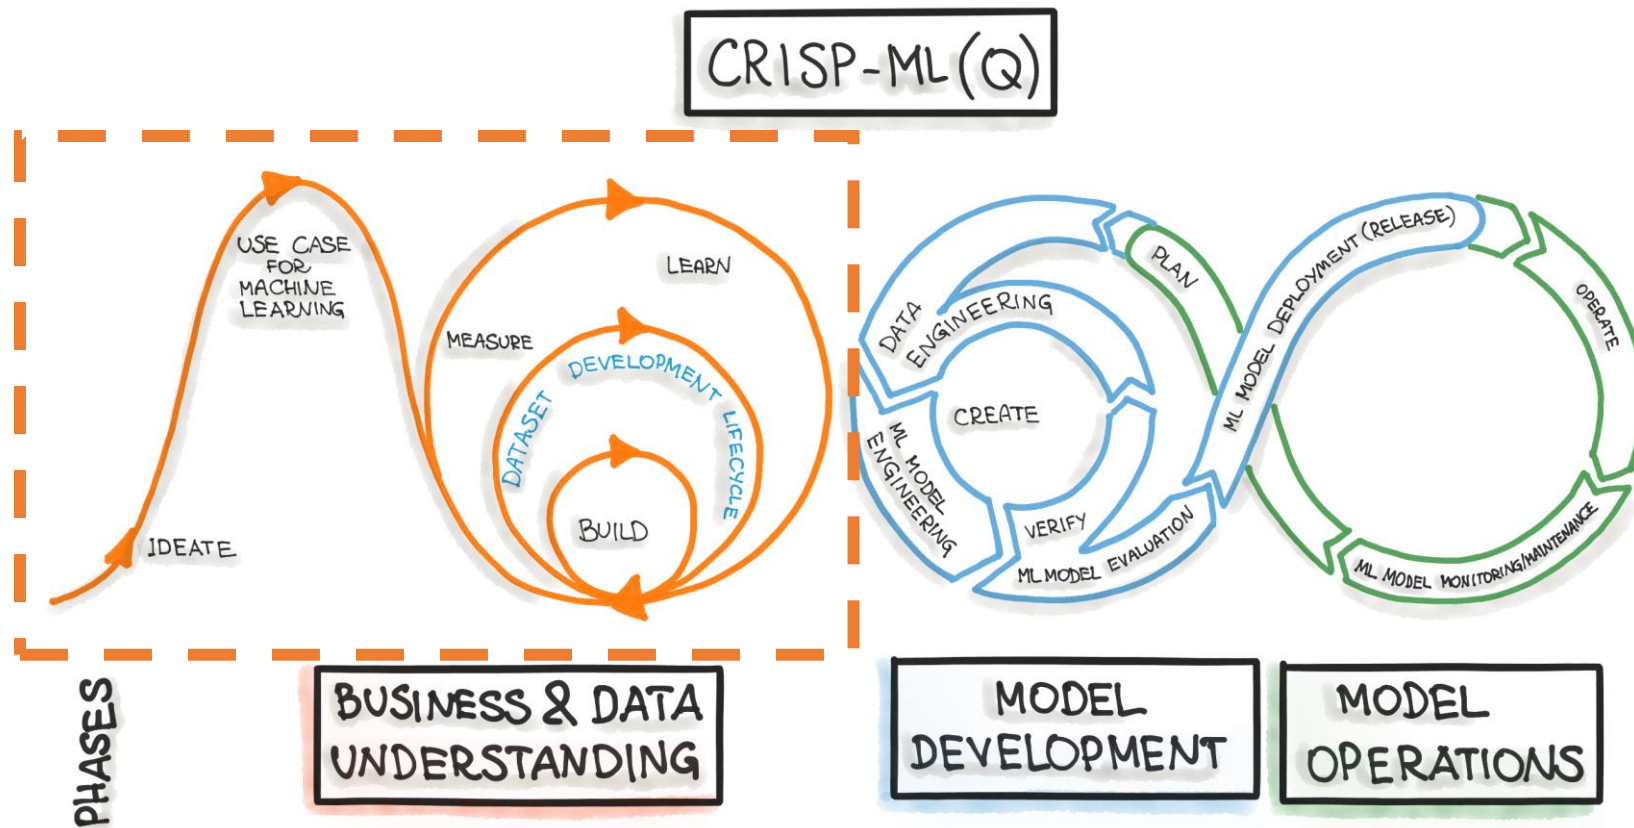 CRISP-ML(Q)
USE CASE
FOR
MACHINE
LEARNING
IDEATE
MEASURE
LEARN
DATASET DEVELOPMENT LIFECYCLE
BUILD
DATA
ENGINEERING
PLAN
CREATE
ML MODEL
ENGINEERING
VERIFY
ML MODEL EVALUATION
ML MODEL DEPLOYMENT (RELEASE)
OPERATE
ML MODEL MONITORING/MAINTENANCE
PHASES
BUSINESS & DATA
UNDERSTANDING
MODEL
DEVELOPMENT
MODEL
OPERATIONS